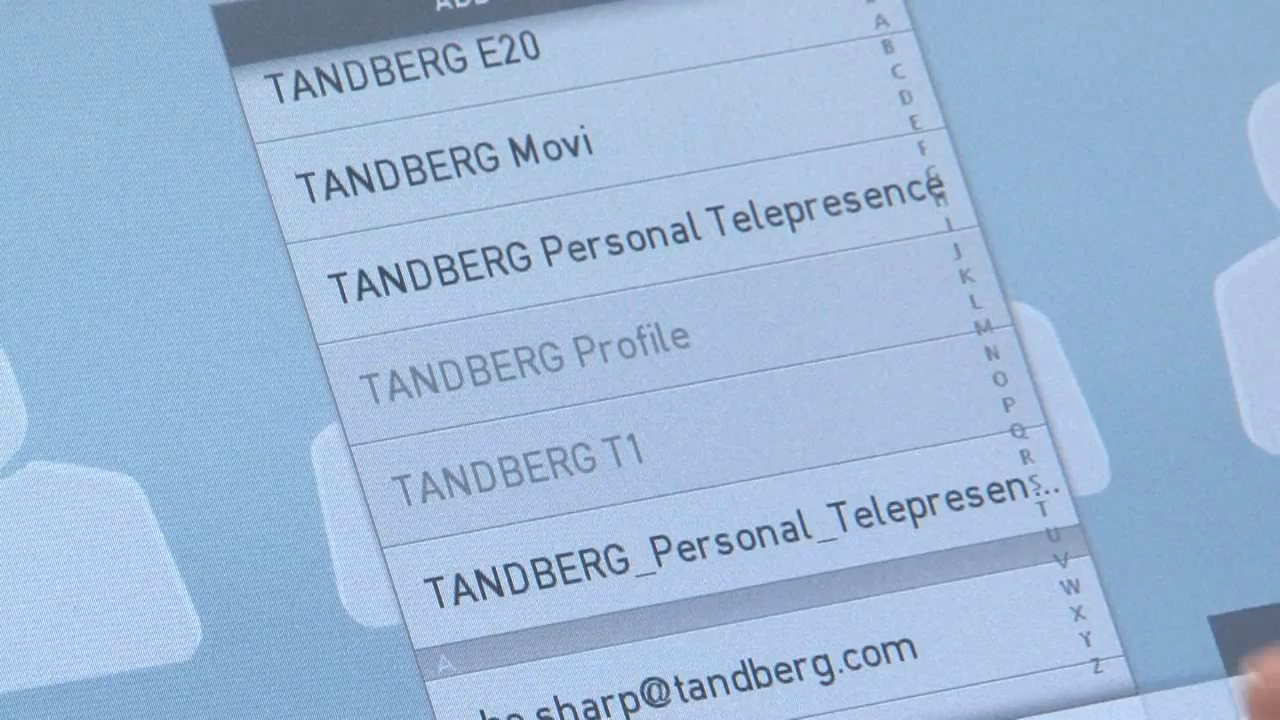 TANDBERG E20
TANDBERG Movi
TANDBERG Personal Telepresence
TANDBERG Profile
TANDBERG T1
TANDBERG_Personal_Telepresen...
A
sharp@tandberg.com
A
B
C
D
E
F
G
H
I
J
K
L
M
N
O
P
Q
R
S
T
U
V
W
X
Y
Z